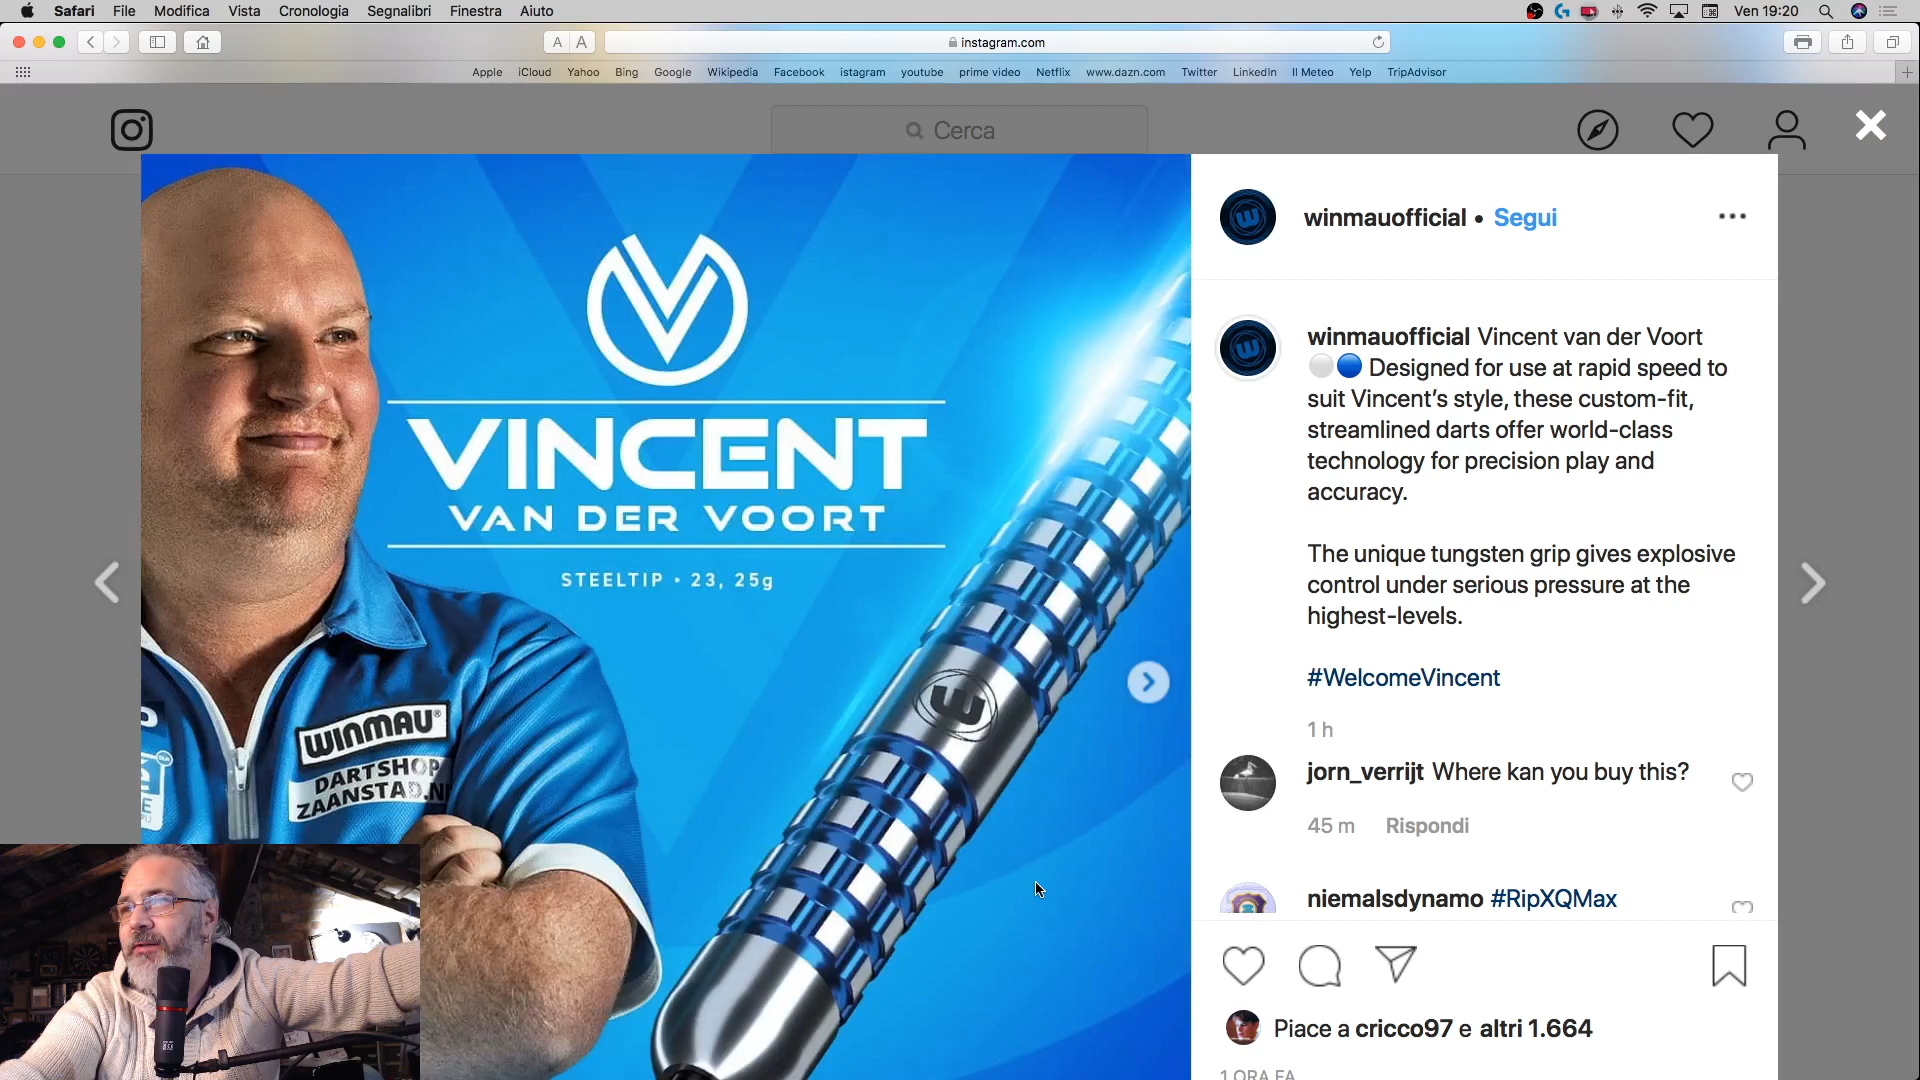 Safari File Modifica Vista Cronologia Segnalibri Finestra Aiuto Ven 19:20
A A instagram.com
Apple iCloud Yahoo Bing Google Wikipedia Facebook istagram youtube prime video Netflix www.dazn.com Twitter LinkedIn Il Meteo Yelp TripAdvisor
Cerca
winmauofficial • Segui
VINCENT
VAN DER VOORT
STEELTIP • 23, 25g
WINMAU®
DARTSHOP
ZAANSTAD.N
W
winmauofficial Vincent van der Voort
⚪🔵 Designed for use at rapid speed to
suit Vincent’s style, these custom-fit,
streamlined darts offer world-class
technology for precision play and
accuracy.
The unique tungsten grip gives explosive
control under serious pressure at the
highest-levels.
#WelcomeVincent
1 h
jorn_verrijt Where kan you buy this?
45 m Rispondi
niemalsdynamo #RipXQMax
Piace a cricco97 e altri 1.664
1 ORA FA